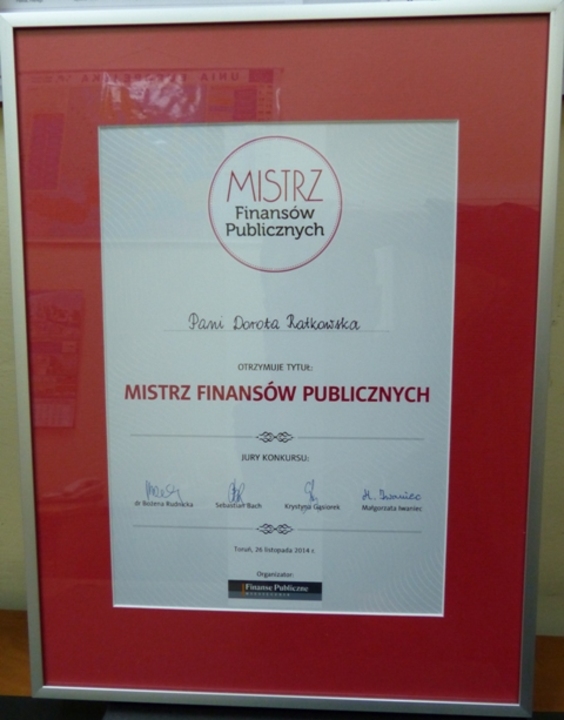 MISTRZ
Finansów
Publicznych
Pani Dorota Ratkowska
OTRZYMUJE TYTUŁ:
MISTRZ FINANSÓW PUBLICZNYCH
JURY KONKURSU:
dr Bożena Rudnicka Sebastian Bach Krystyna Gąsiorek Małgorzata Iwaniec
Toruń, 26 listopada 2014 r.
Organizator:
Finanse Publiczne